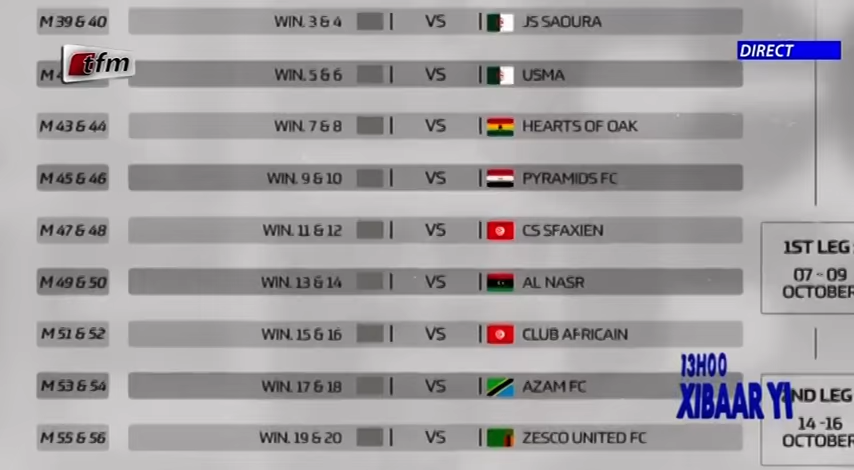 M 39 & 40 WIN. 3 & 4 VS JS SAOURA
tfm
DIRECT
WIN. 5 & 6 VS USMA
M 43 & 44 WIN. 7 & 8 VS HEARTS OF OAK
M 45 & 46 WIN. 9 & 10 VS PYRAMIDS FC
M 47 & 48 WIN. 11 & 12 VS CS SFAXIEN
M 49 & 50 WIN. 13 & 14 VS AL NASR
M 51 & 52 WIN. 15 & 16 VS CLUB AFRICAIN
M 53 & 54 WIN. 17 & 18 VS AZAM FC
M 55 & 56 WIN. 19 & 20 VS ZESCO UNITED FC
1ST LEG
07 - 09
OCTOBER
13H00
XIBAAR YI
2ND LEG
14 -16
OCTOBER